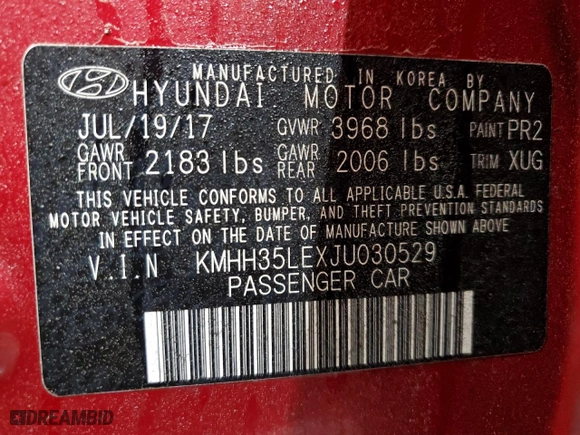 MANUFACTURED IN KOREA BY
HYUNDAI MOTOR COMPANY
JUL/19/17 GVWR 3968 lbs PAINT PR2
GAWR FRONT 2183 lbs GAWR REAR 2006 lbs TRIM XUG
THIS VEHICLE CONFORMS TO ALL APPLICABLE U.S.A. FEDERAL
MOTOR VEHICLE SAFETY, BUMPER, AND THEFT PREVENTION STANDARDS
IN EFFECT ON THE DATE OF MANUFACTURE SHOWN ABOVE
V.I.N KMHH35LEXJU030529
PASSENGER CAR
DREAMBID